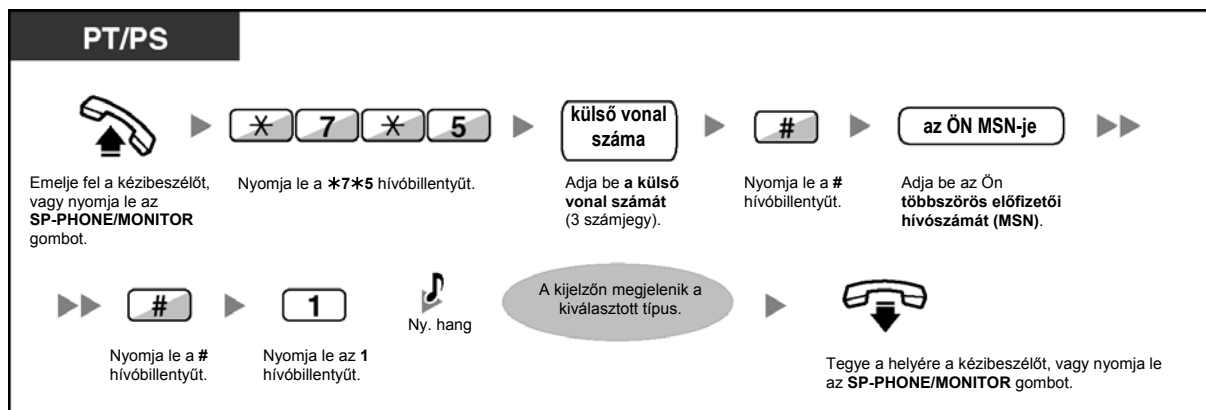 PT/PS
✳ 7 ✳ 5
külső vonal
száma
#
az ÖN MSN-je
Emelje fel a kézibeszélőt,
vagy nyomja le az
SP-PHONE/MONITOR
gombot.
Nyomja le a ✳7✳5 hívóbillentyűt.
Adja be a külső
vonal számát
(3 számjegy).
Nyomja le a #
hívóbillentyűt.
Adja be az Ön
többszörös előfizetői
hívószámát (MSN).
#
1
Ny. hang
A kijelzőn megjelenik a
kiválasztott típus.
Nyomja le a #
hívóbillentyűt.
Nyomja le az 1
hívóbillentyűt.
Tegye a helyére a kézibeszélőt, vagy nyomja le
az SP-PHONE/MONITOR gombot.